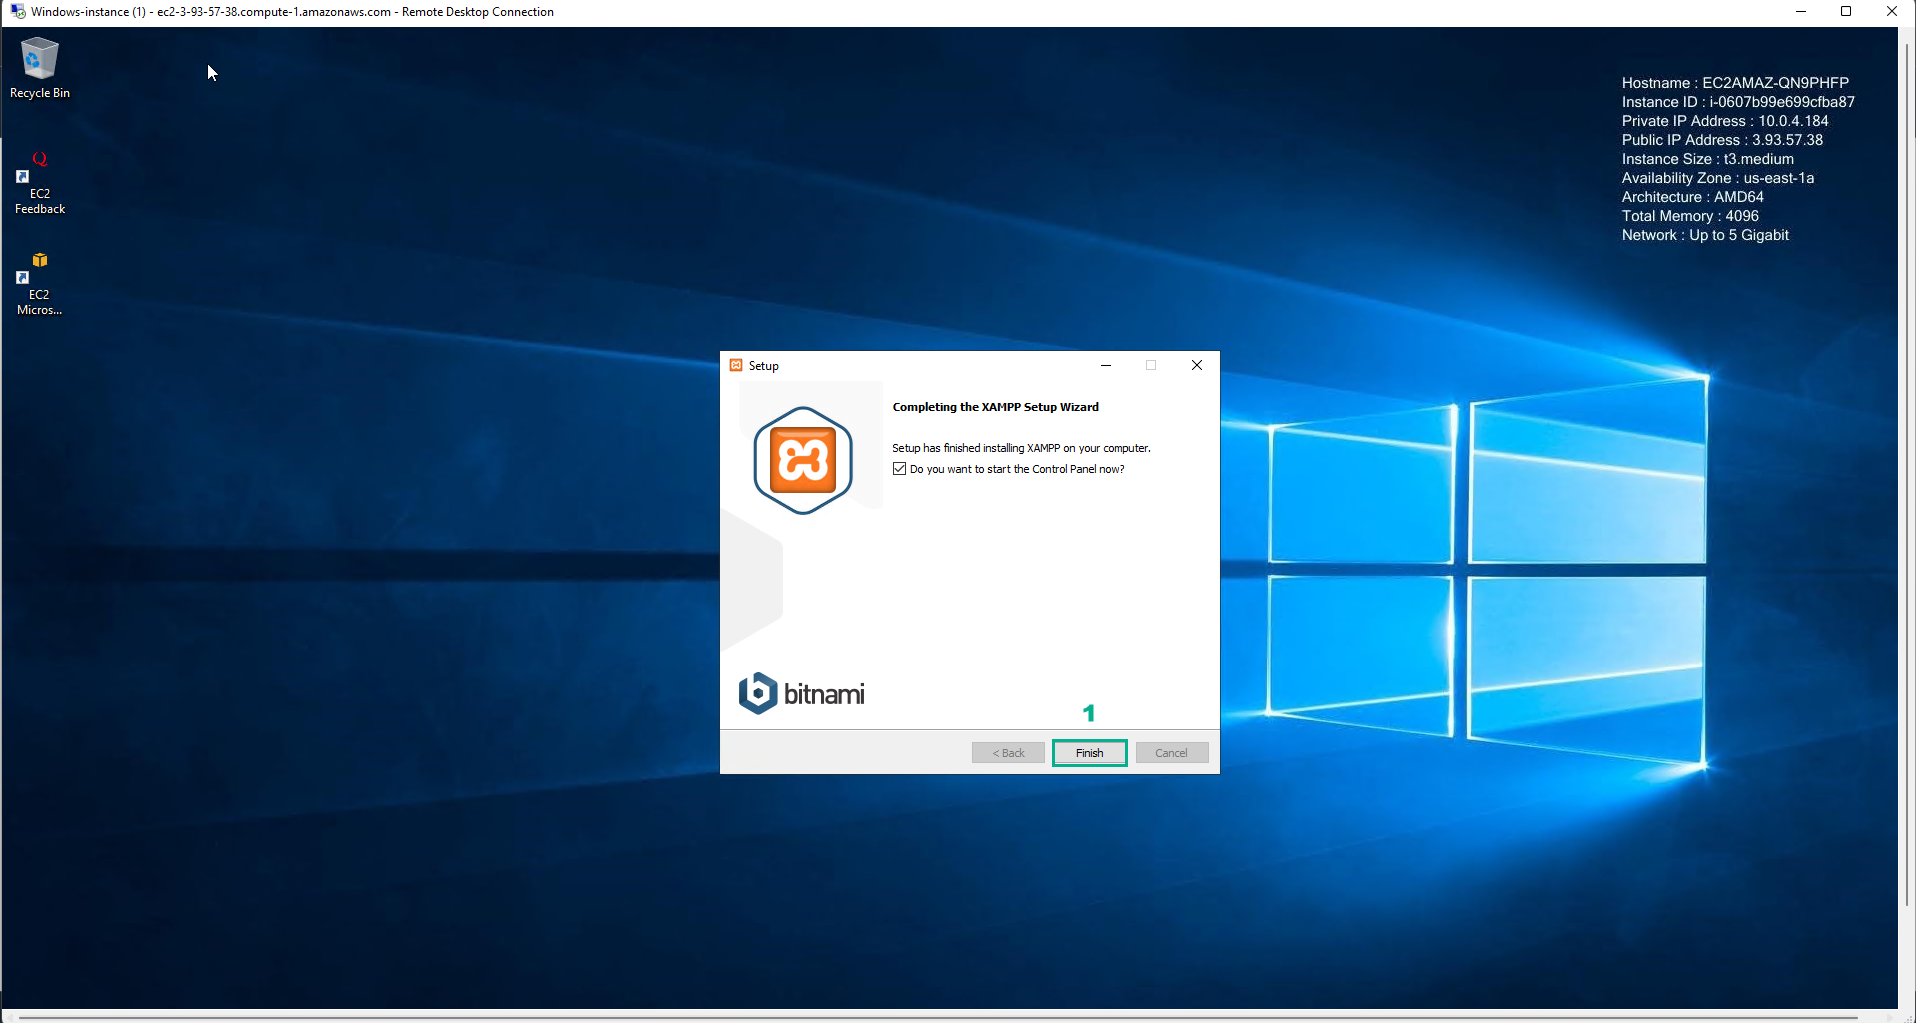 Windows-instance (1) - ec2-3-93-57-38.compute-1.amazonaws.com - Remote Desktop Connection
Recycle Bin
Q
EC2
Feedback
EC2
Micros...
Hostname : EC2AMAZ-QN9PHFP
Instance ID : i-0607b99e699cfba87
Private IP Address : 10.0.4.184
Public IP Address : 3.93.57.38
Instance Size : t3.medium
Availability Zone : us-east-1a
Architecture : AMD64
Total Memory : 4096
Network : Up to 5 Gigabit
Setup
Completing the XAMPP Setup Wizard
Setup has finished installing XAMPP on your computer.
Do you want to start the Control Panel now?
bitnami
1
< Back
Finish
Cancel